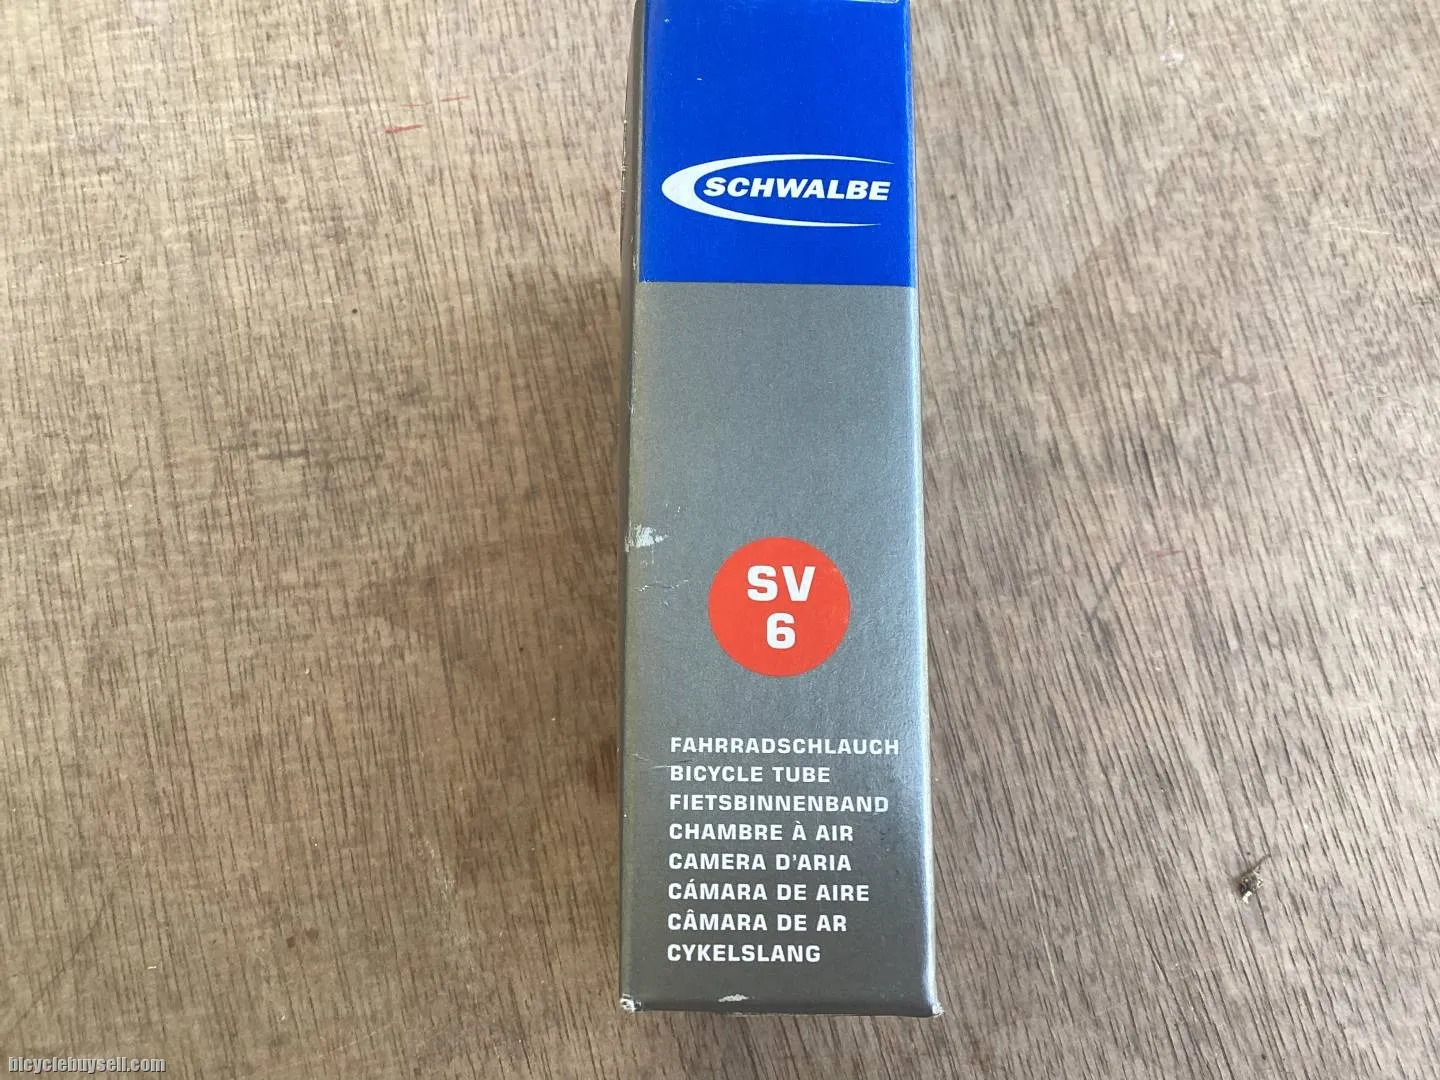 SCHWALBE
SV
6
FAHRRADSCHLAUCH
BICYCLE TUBE
FIETSBINNENBAND
CHAMBRE À AIR
CAMERA D'ARIA
CÁMARA DE AIRE
CÂMARA DE AR
CYKELSLANG
bicyclebuysell.com